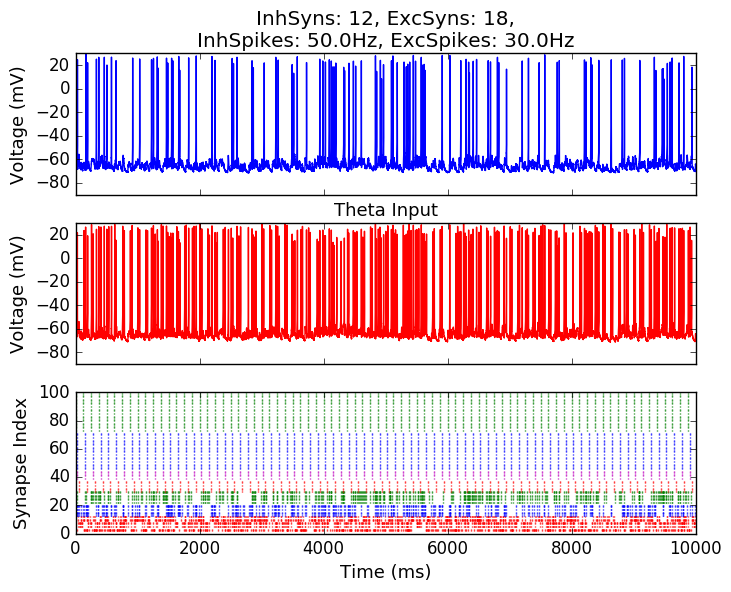 InhSyns: 12, ExcSyns: 18,
InhSpikes: 50.0Hz, ExcSpikes: 30.0Hz
Voltage (mV)
20
0
−20
−40
−60
−80
Theta Input
Voltage (mV)
20
0
−20
−40
−60
−80
Synapse Index
100
80
60
40
20
0
0 2000 4000 6000 8000 10000
Time (ms)